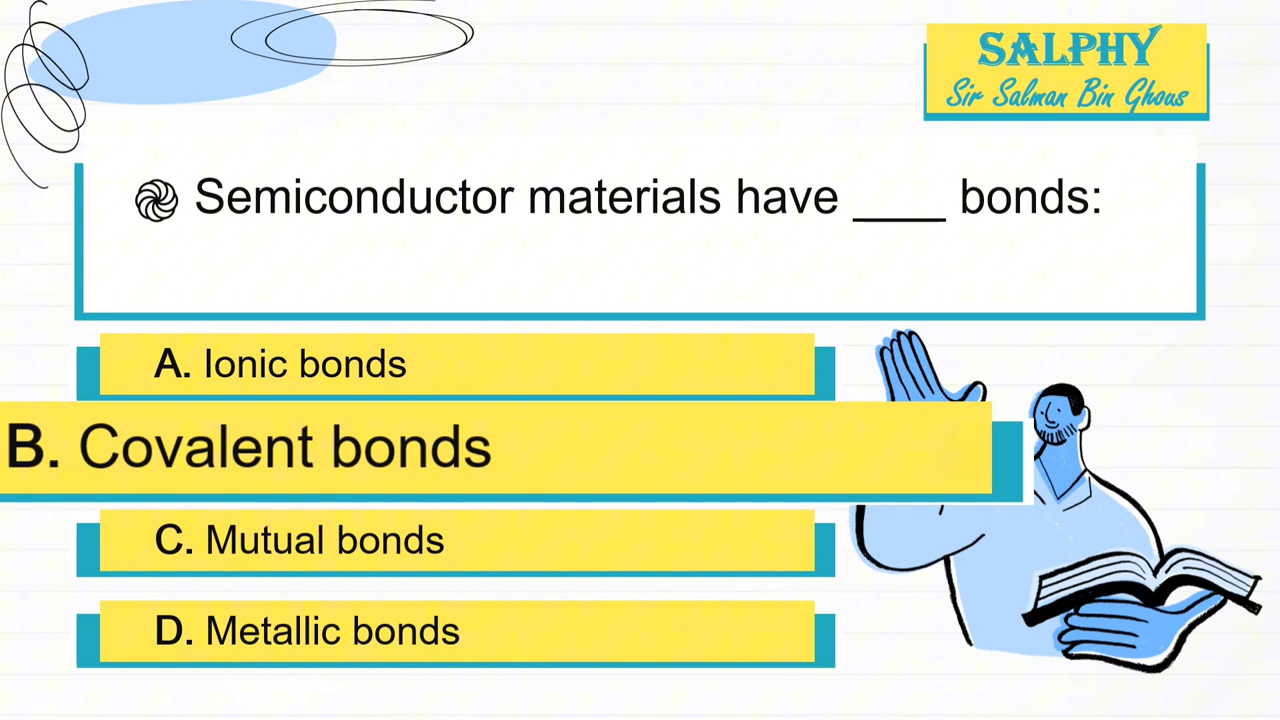 SALPHY
Sir Salman Bin Ghous
Semiconductor materials have ____ bonds:
A. Ionic bonds
B. Covalent bonds
C. Mutual bonds
D. Metallic bonds